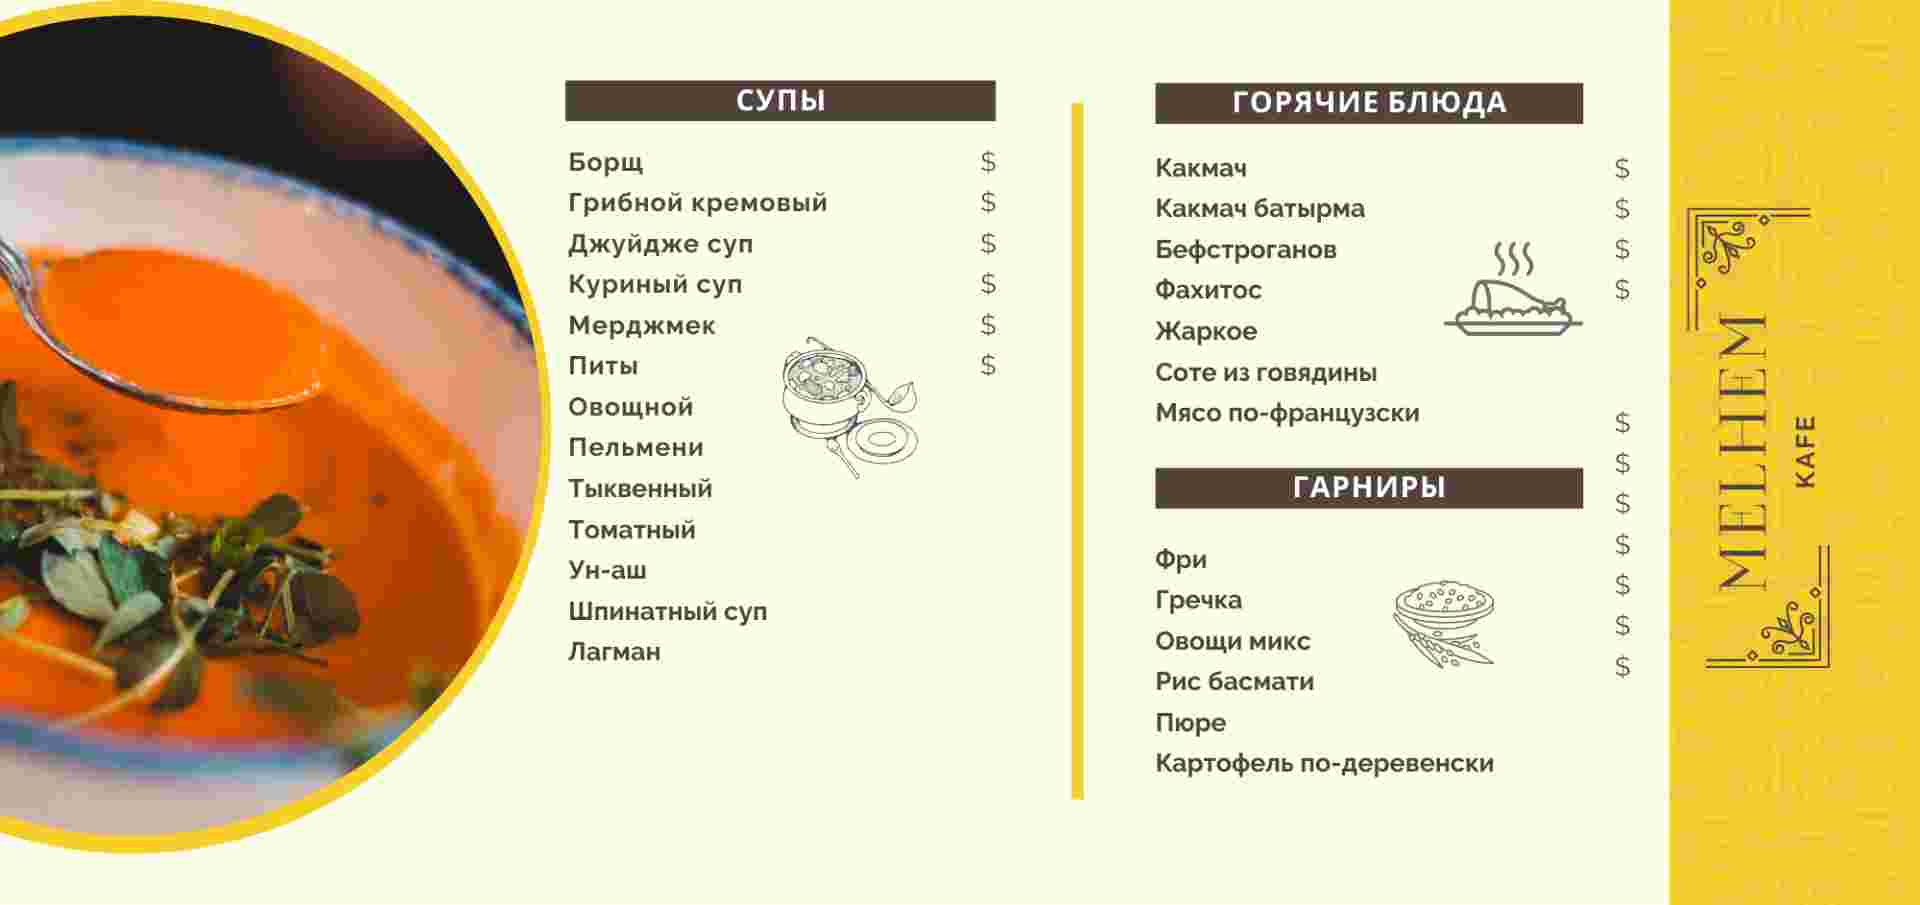 СУПЫ
Борщ $
Грибной кремовый $
Джуйдже суп $
Куриный суп $
Мерджмек $
Питы $
Овощной
Пельмени
Тыквенный
Томатный
Ун-аш
Шпинатный суп
Лагман
ГОРЯЧИЕ БЛЮДА
Какмач $
Какмач батырма $
Бефстроганов $
Фахитос $
Жаркое
Соте из говядины
Мясо по-французски $
$
ГАРНИРЫ $
$
Фри $
Гречка $
Овощи микс $
Рис басмати
Пюре
Картофель по-деревенски
MELHEM
KAFE